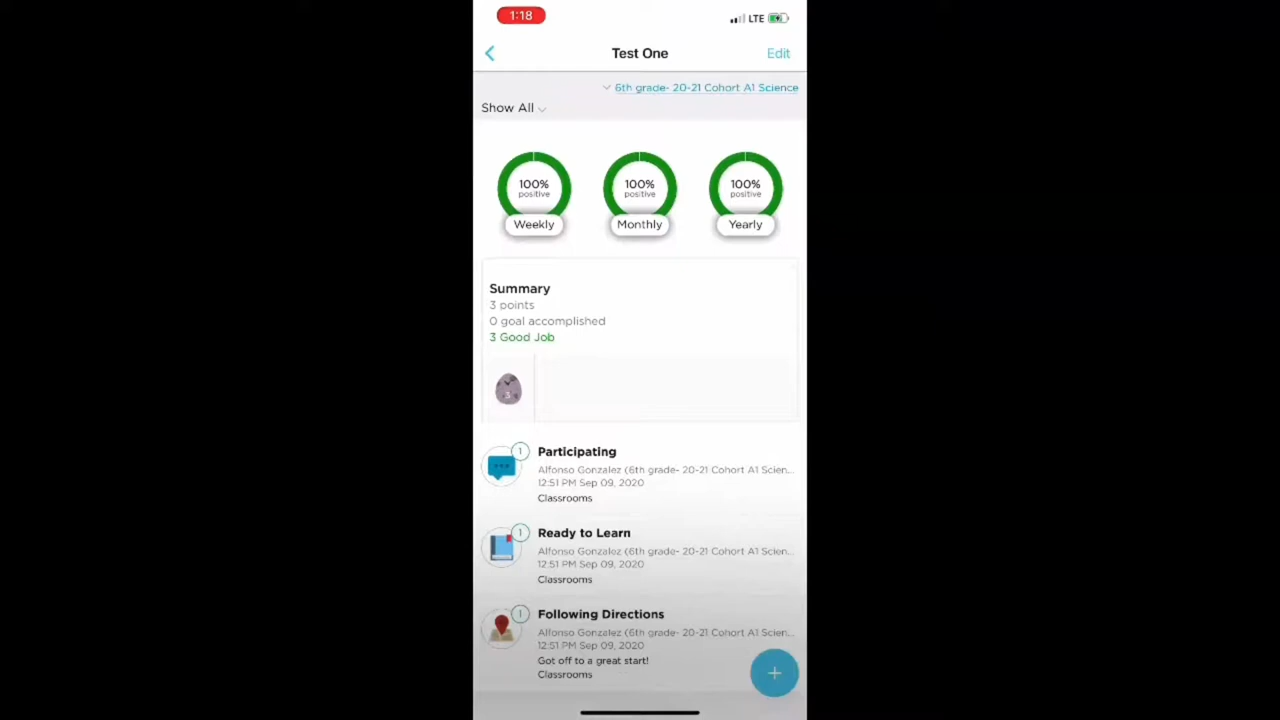 1:18
LTE
Test One
Edit
6th grade- 20-21 Cohort A1 Science
Show All
100%
positive
Weekly
100%
positive
Monthly
100%
positive
Yearly
Summary
3 points
0 goal accomplished
3 Good Job
3
1
Participating
Alfonso Gonzalez (6th grade- 20-21 Cohort A1 Scien...
12:51 PM Sep 09, 2020
Classrooms
1
Ready to Learn
Alfonso Gonzalez (6th grade- 20-21 Cohort A1 Scien...
12:51 PM Sep 09, 2020
Classrooms
1
Following Directions
Alfonso Gonzalez (6th grade- 20-21 Cohort A1 Scien...
12:51 PM Sep 09, 2020
Got off to a great start!
Classrooms
+